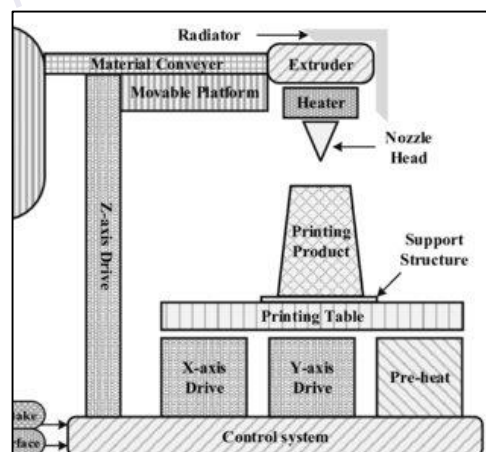 Radiator
Material Conveyer
Extruder
Movable Platform
Heater
Nozzle
Head
Z-axis Drive
Printing
Product
Support
Structure
Printing Table
X-axis
Drive
Y-axis
Drive
Pre-heat
Control system